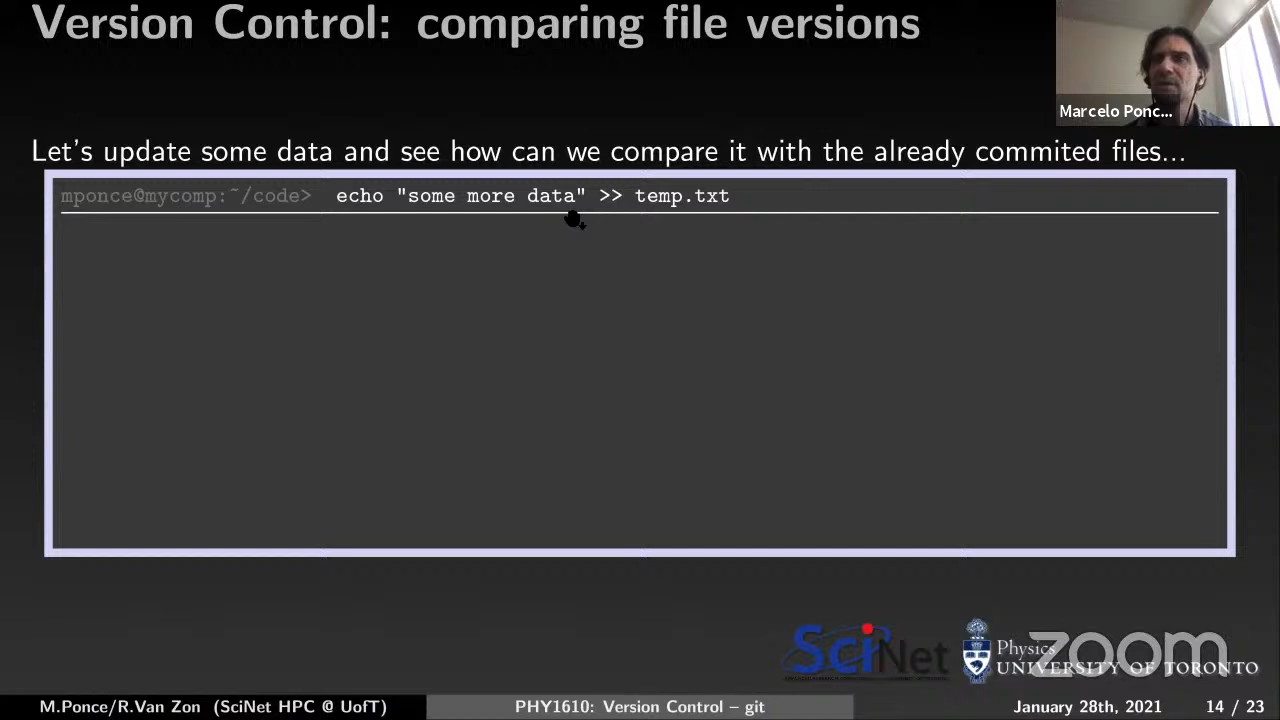 Version Control: comparing file versions
Marcelo Ponc...
Let's update some data and see how can we compare it with the already commited files...
mponce@mycomp:~/code> echo "some more data" >> temp.txt
SciNet
Physics
UNIVERSITY OF TORONTO
zoom
M.Ponce/R.Van Zon (SciNet HPC @ UofT)
PHY1610: Version Control – git
January 28th, 2021
14 / 23